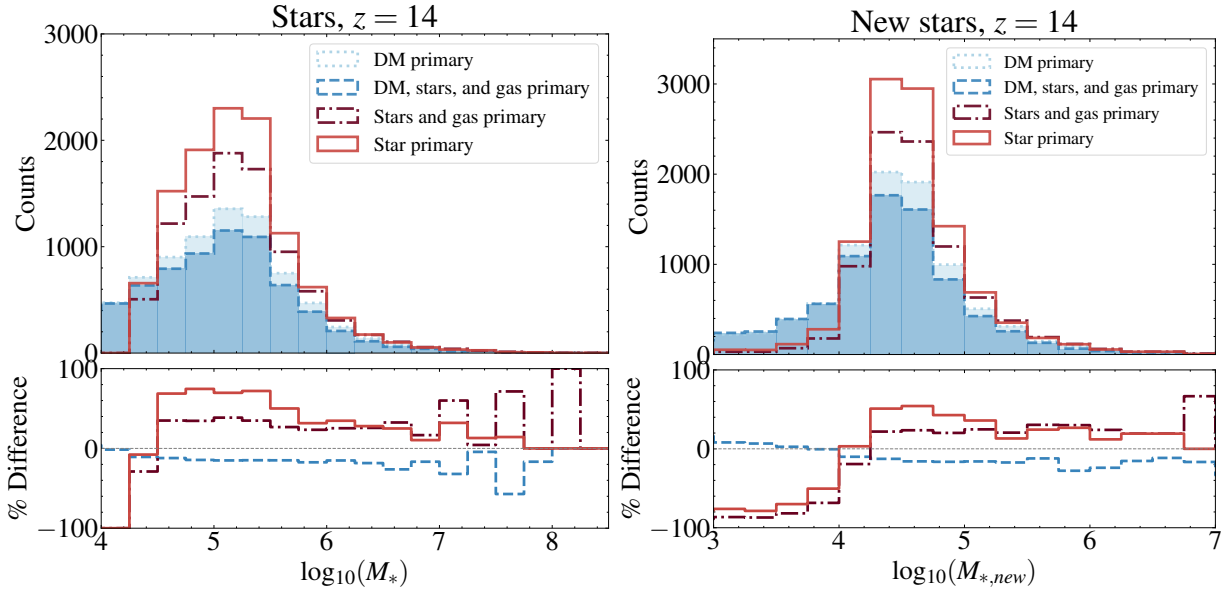 Stars, z = 14
3000
2000
1000
0
Counts
DM primary
DM, stars, and gas primary
Stars and gas primary
Star primary
100
0
−100
% Difference
4
5
6
7
8
log10(M*)
New stars, z = 14
3000
2000
1000
0
Counts
DM primary
DM, stars, and gas primary
Stars and gas primary
Star primary
100
0
−100
% Difference
3
4
5
6
7
log10(M*,new)